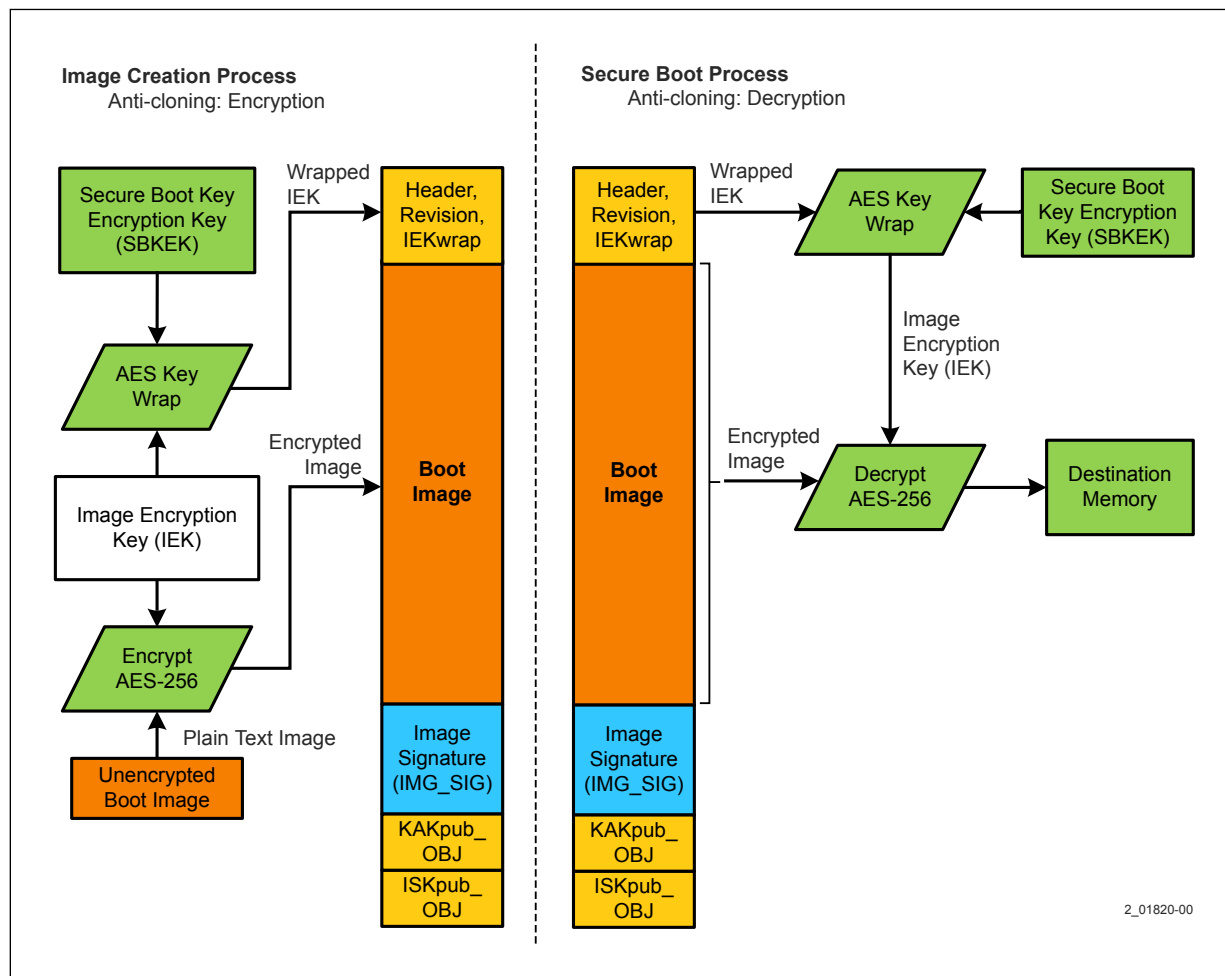 Image Creation Process
Anti-cloning: Encryption
Secure Boot Key
Encryption Key
(SBKEK)
AES Key
Wrap
Image Encryption
Key (IEK)
Encrypt
AES-256
Plain Text Image
Unencrypted
Boot Image
Wrapped
IEK
Encrypted
Image
Header,
Revision,
IEKwrap
Boot
Image
Image
Signature
(IMG_SIG)
KAKpub_
OBJ
ISKpub_
OBJ
Secure Boot Process
Anti-cloning: Decryption
Header,
Revision,
IEKwrap
Boot
Image
Image
Signature
(IMG_SIG)
KAKpub_
OBJ
ISKpub_
OBJ
Wrapped
IEK
AES Key
Wrap
Secure Boot
Key Encryption
Key (SBKEK)
Image
Encryption
Key (IEK)
Encrypted
Image
Decrypt
AES-256
Destination
Memory
2_01820-00